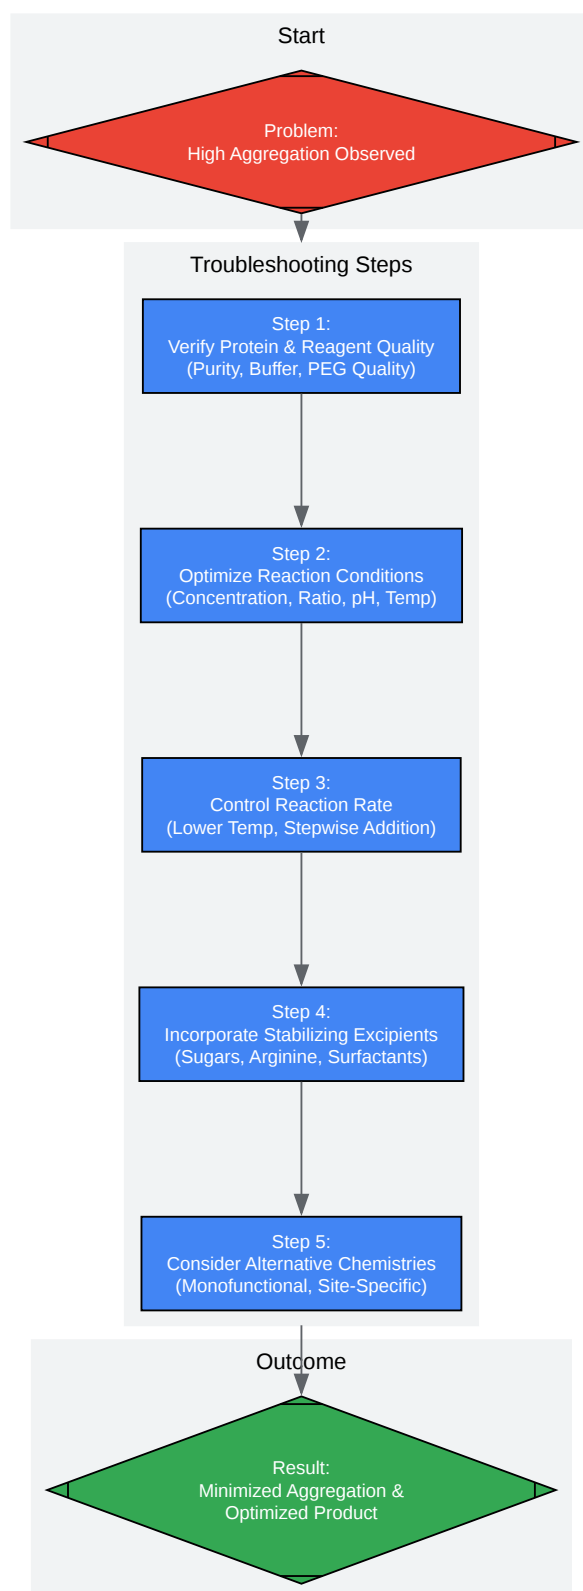 Start
Problem:
High Aggregation Observed
Troubleshooting Steps
Step 1:
Verify Protein & Reagent Quality
(Purity, Buffer, PEG Quality)
Step 2:
Optimize Reaction Conditions
(Concentration, Ratio, pH, Temp)
Step 3:
Control Reaction Rate
(Lower Temp, Stepwise Addition)
Step 4:
Incorporate Stabilizing Excipients
(Sugars, Arginine, Surfactants)
Step 5:
Consider Alternative Chemistries
(Monofunctional, Site-Specific)
Outcome
Result:
Minimized Aggregation &
Optimized Product